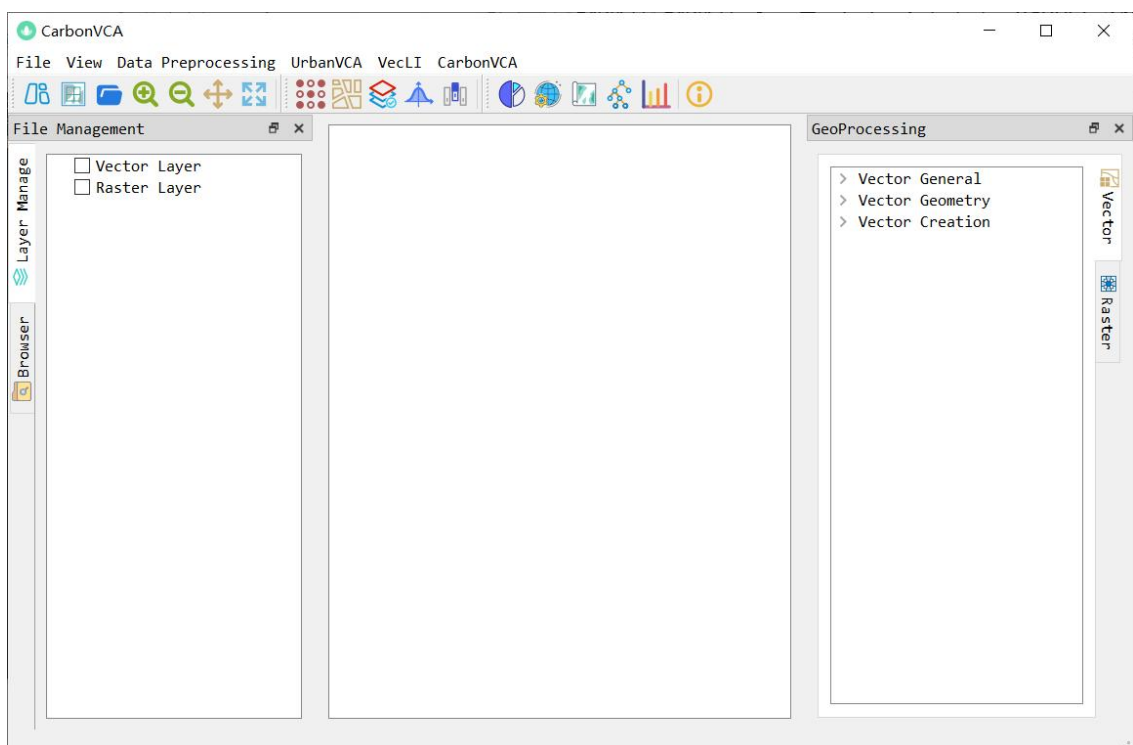 CarbonVCA
File View Data Preprocessing UrbanVCA VecLI CarbonVCA
File Management
Layer Manage
Browser
Vector Layer
Raster Layer
GeoProcessing
Vector General
Vector Geometry
Vector Creation
Vector
Raster